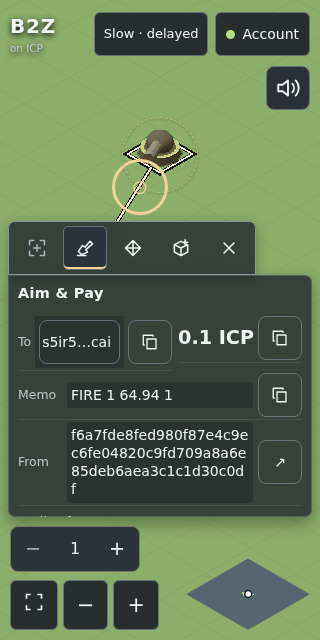 B2Z
on ICP
Slow · delayed
Account
Aim & Pay
To
s5ir5...cai
0.1 ICP
Memo
FIRE 1 64.94 1
From
f6a7fde8fed980f87e4c9e
c6fe04820c9fd709a8a6e
85deb6aea3c1c1d30c0d
f
− 1 +
− +